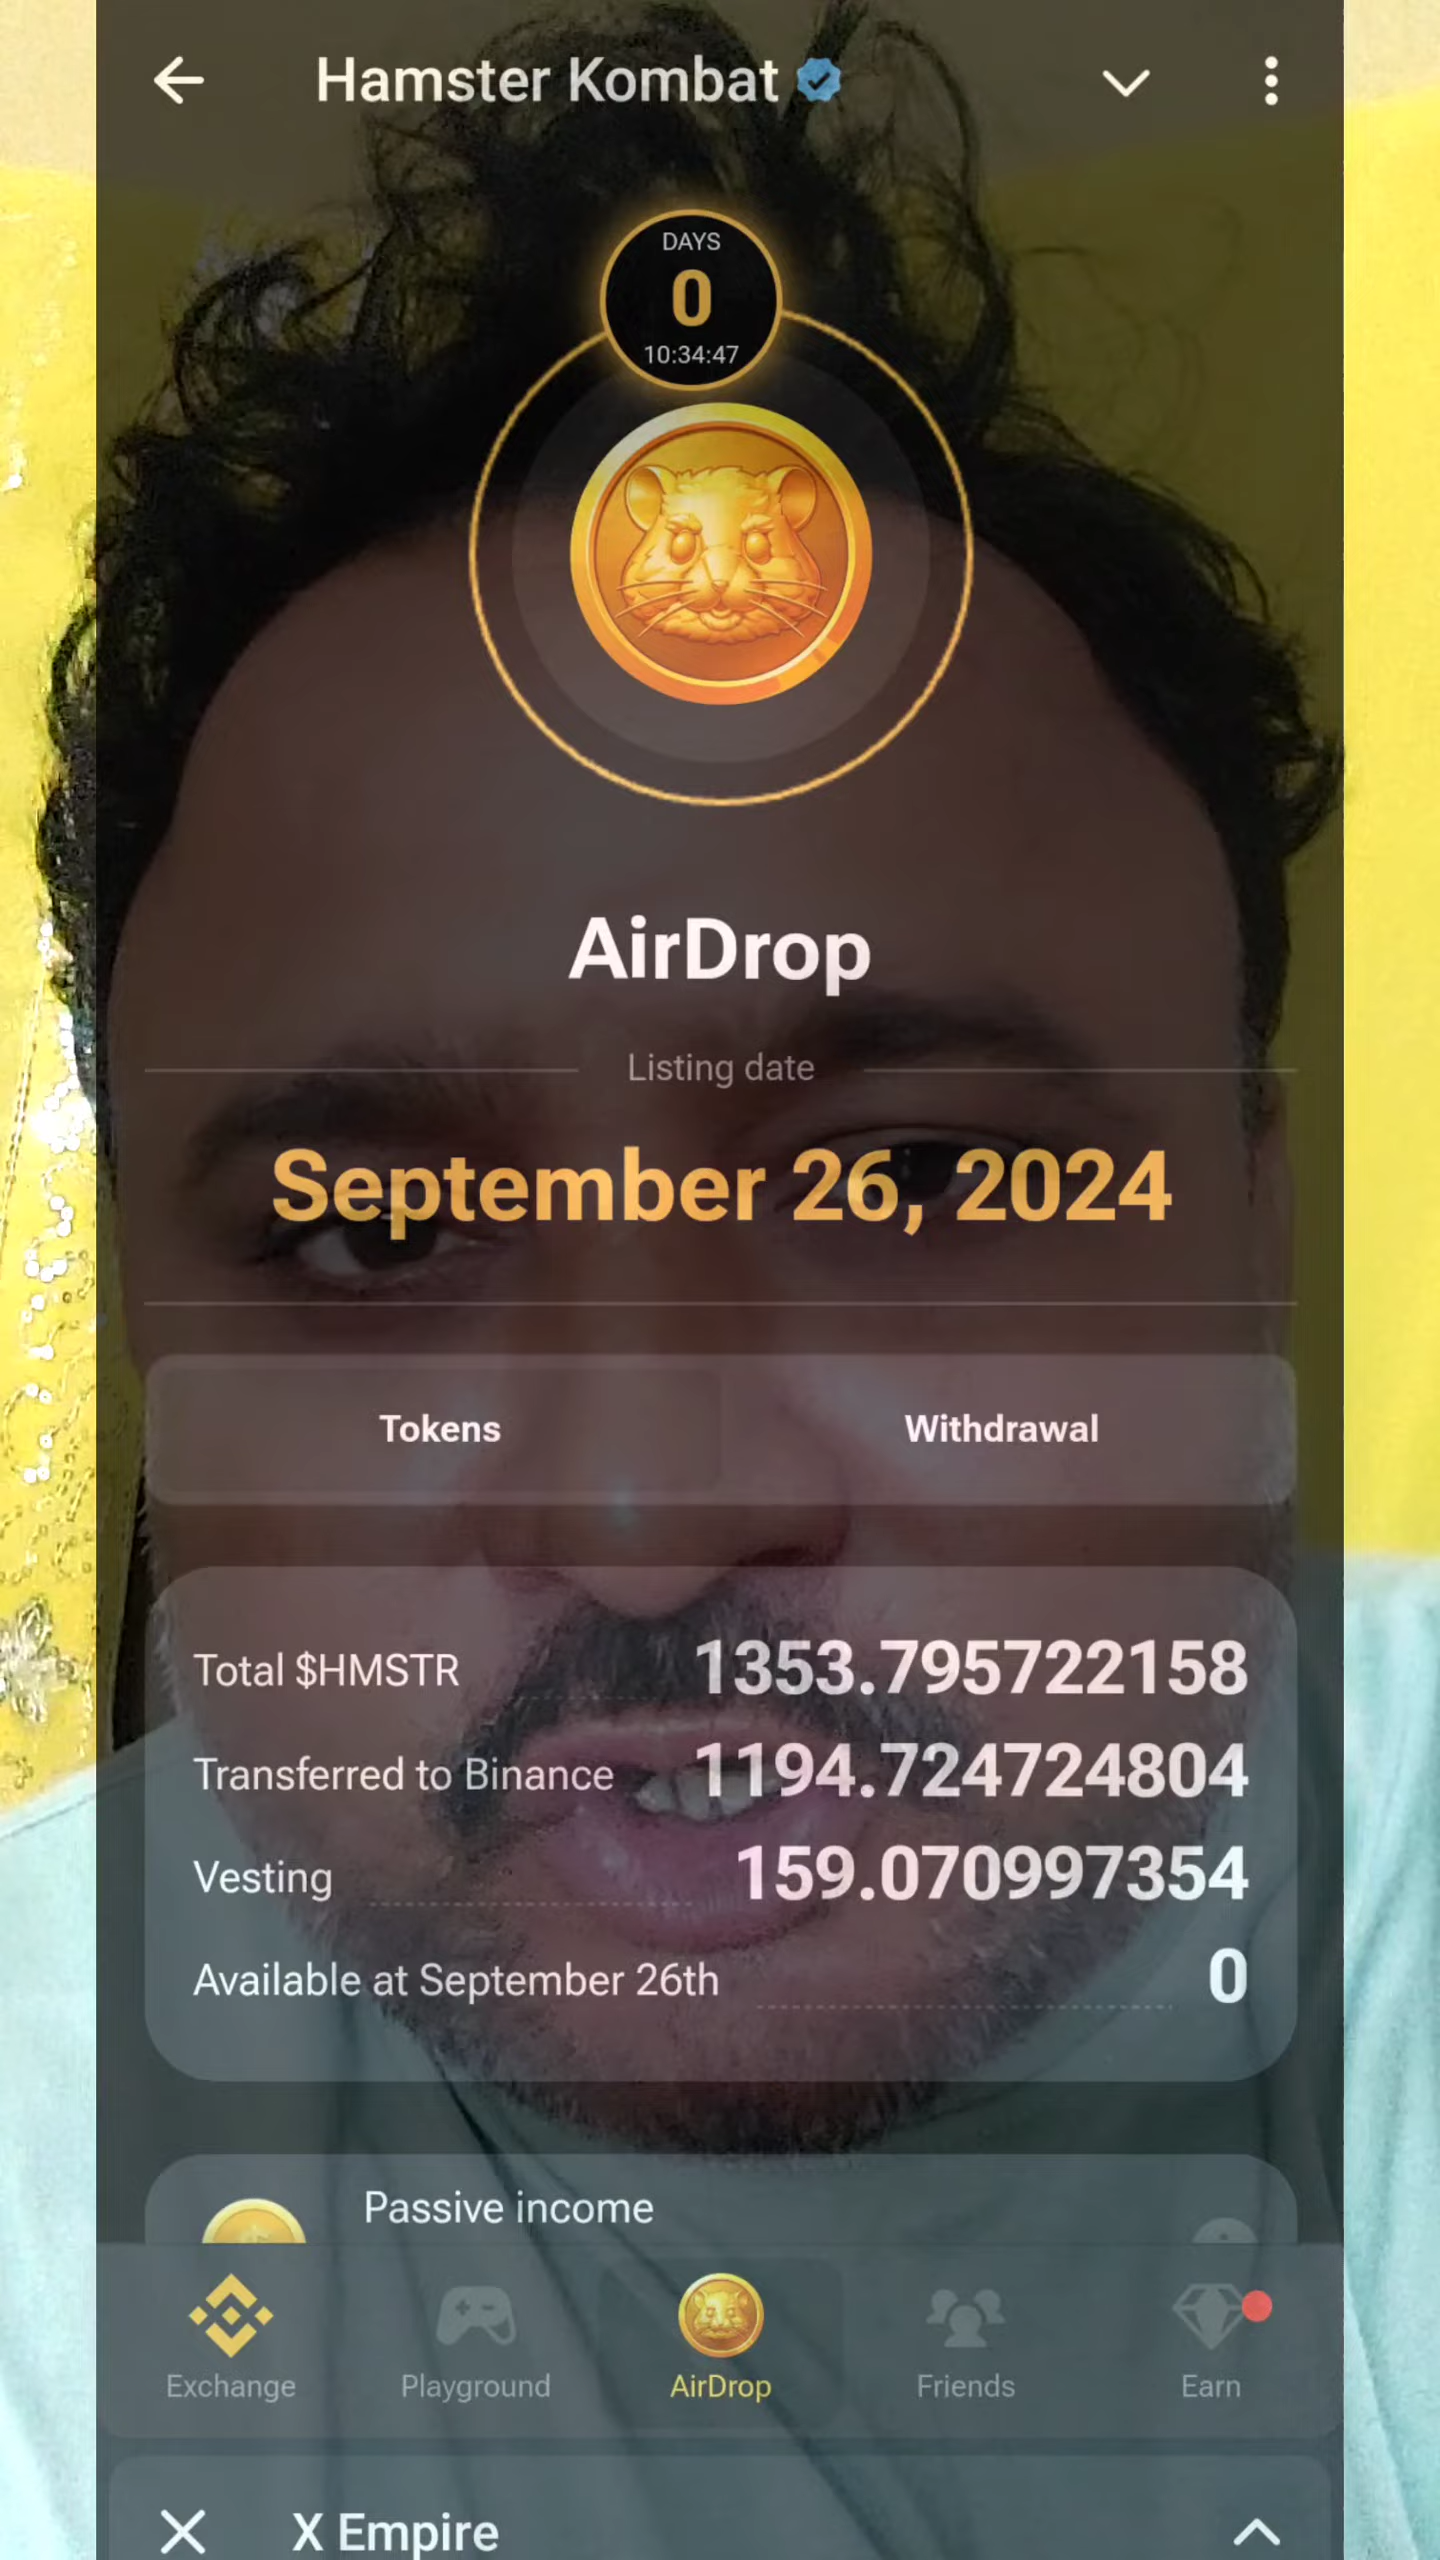 Hamster Kombat
DAYS
0
10:34:47
AirDrop
Listing date
September 26, 2024
Tokens
Withdrawal
Total $HMSTR 1353.795722158
Transferred to Binance 1194.724724804
Vesting 159.070997354
Available at September 26th 0
Passive income
Exchange
Playground
AirDrop
Friends
Earn
X Empire